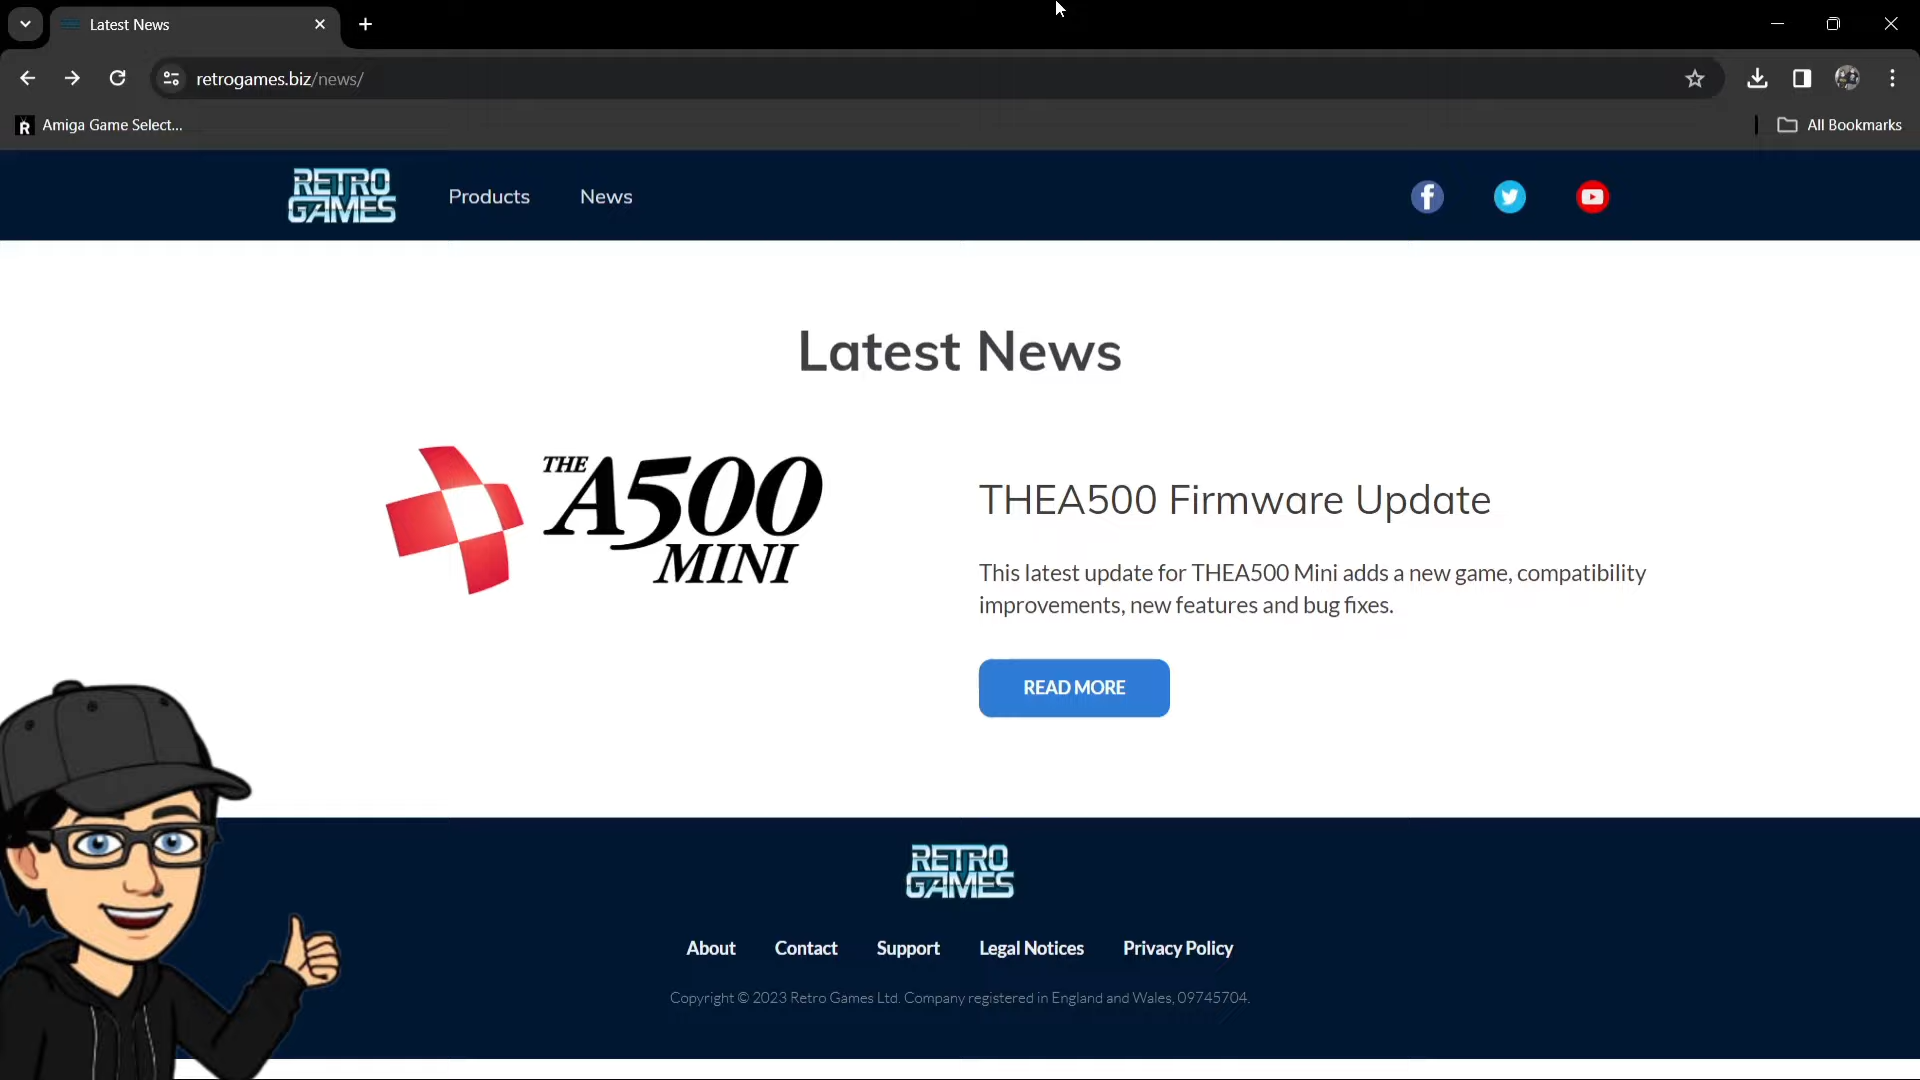 Latest News
retrogames.biz/news/
R Amiga Game Select...
All Bookmarks
RETRO
GAMES
Products
News
Latest News
THE
A500
MINI
THEA500 Firmware Update
This latest update for THEA500 Mini adds a new game, compatibility
improvements, new features and bug fixes.
READ MORE
RETRO
GAMES
About
Contact
Support
Legal Notices
Privacy Policy
Copyright © 2023 Retro Games Ltd. Company registered in England and Wales, 09745704.